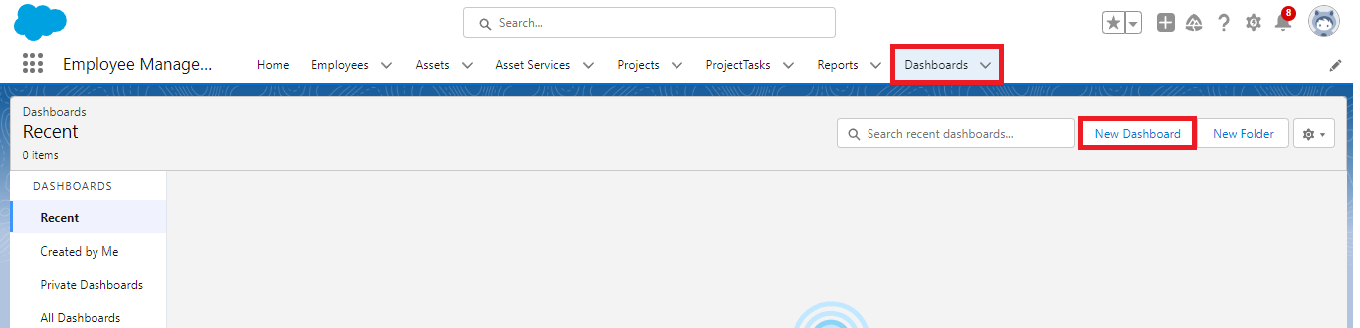 Search...
8
Employee Manage...
Home Employees Assets Asset Services Projects ProjectTasks Reports Dashboards
Dashboards
Recent
0 items
Search recent dashboards...
New Dashboard
New Folder
DASHBOARDS
Recent
Created by Me
Private Dashboards
All Dashboards